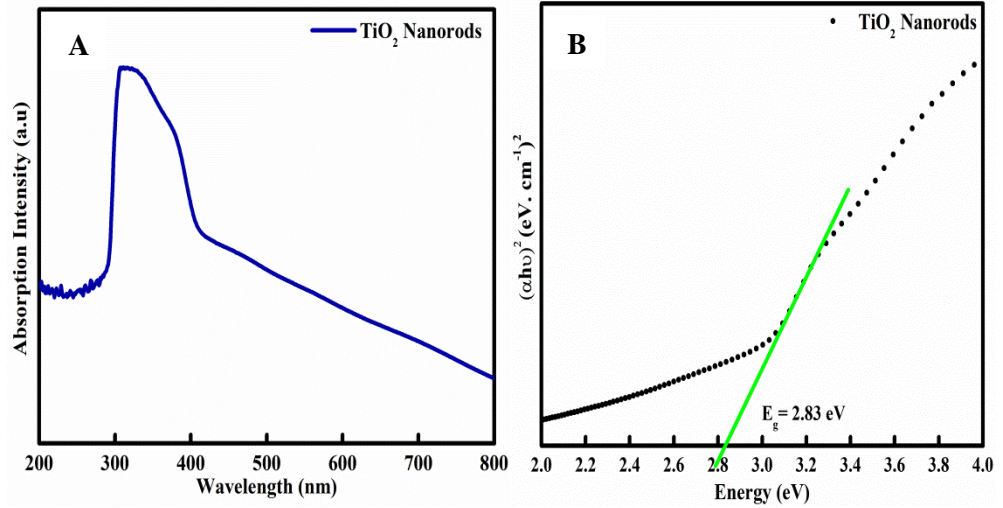 A
TiO₂ Nanorods
Absorption Intensity (a.u)
200 300 400 500 600 700 800
Wavelength (nm)
B
TiO₂ Nanorods
(αhυ)² (eV. cm⁻¹)²
E_g = 2.83 eV
2.0 2.2 2.4 2.6 2.8 3.0 3.2 3.4 3.6 3.8 4.0
Energy (eV)